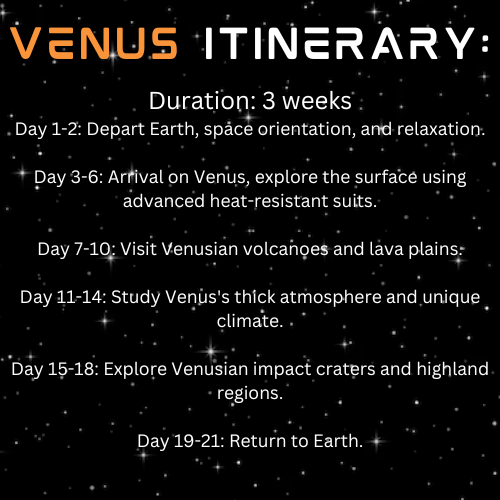 VENUS ITINERARY:
Duration: 3 weeks
Day 1-2: Depart Earth, space orientation, and relaxation.
Day 3-6: Arrival on Venus, explore the surface using
advanced heat-resistant suits.
Day 7-10: Visit Venusian volcanoes and lava plains.
Day 11-14: Study Venus's thick atmosphere and unique
climate.
Day 15-18: Explore Venusian impact craters and highland
regions.
Day 19-21: Return to Earth.